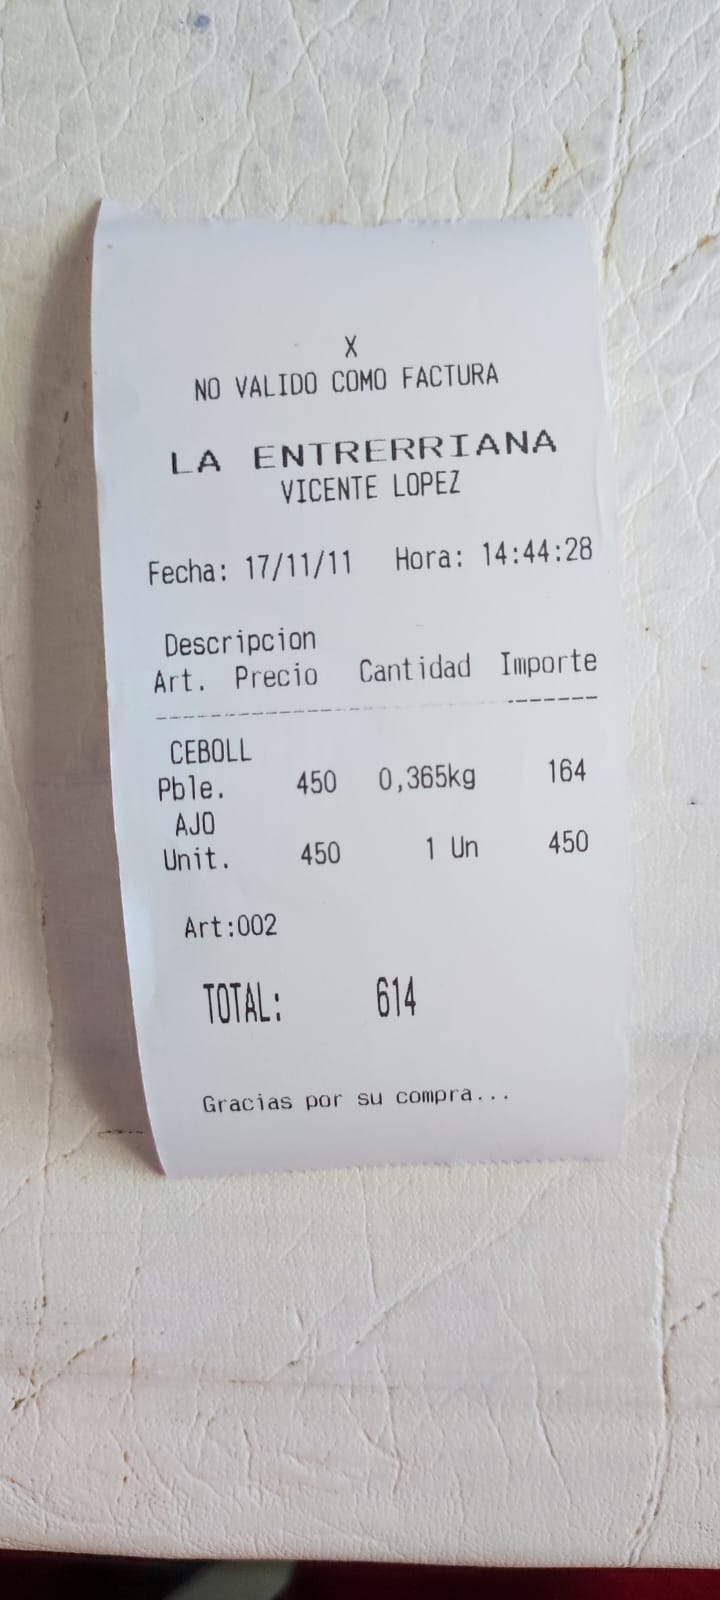 X
NO VALIDO COMO FACTURA
LA ENTRERRIANA
VICENTE LOPEZ
Fecha: 17/11/11 Hora: 14:44:28
Descripcion
Art. Precio Cantidad Importe
CEBOLL
Pble. 450 0,365kg 164
AJO
Unit. 450 1 Un 450
Art:002
TOTAL: 614
Gracias por su compra...